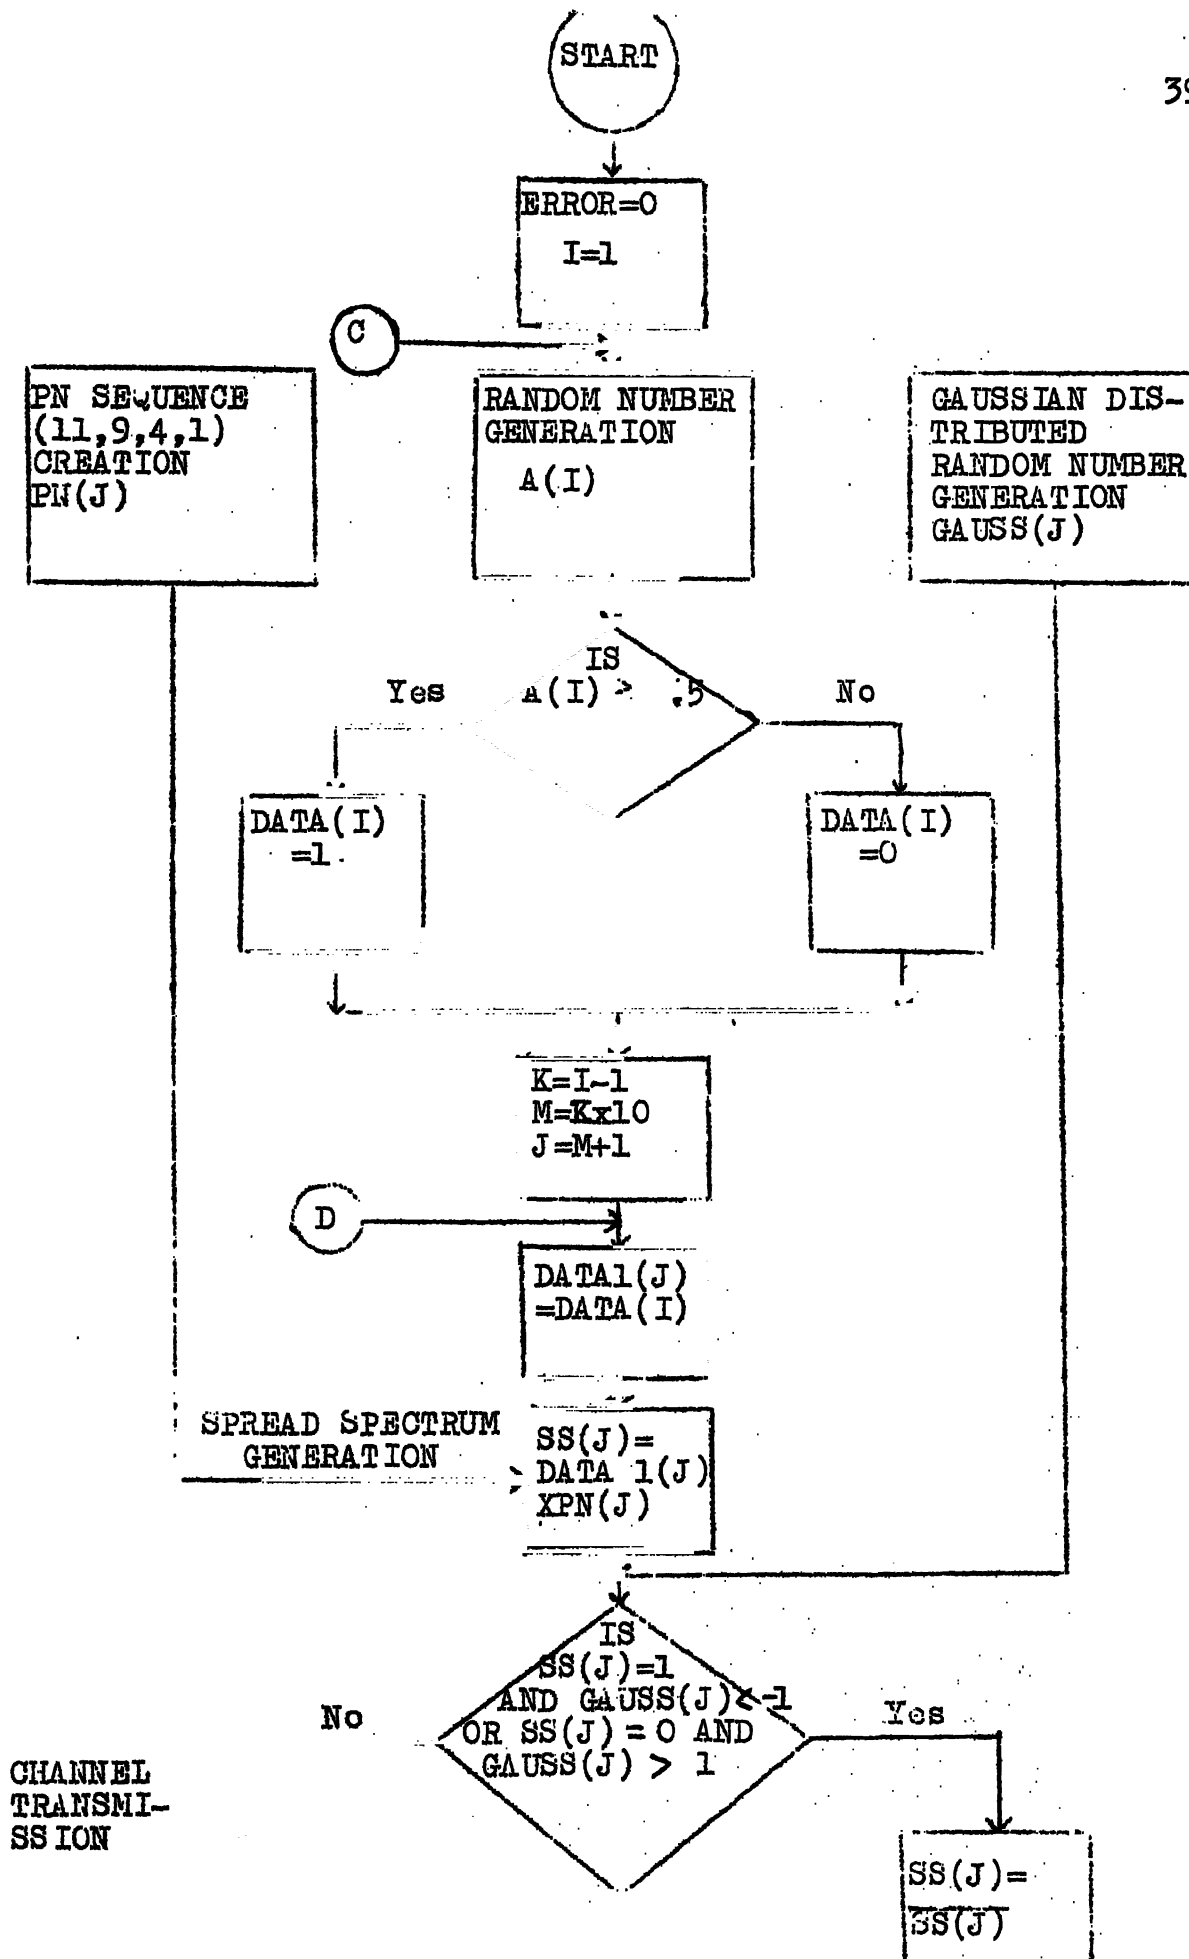 START
ERROR=0
I=1
C
PN SEQUENCE
(11,9,4,1)
CREATION
PN(J)
RANDOM NUMBER
GENERATION
A(I)
GAUSSIAN DIS-
TRIBUTED
RANDOM NUMBER
GENERATION
GAUSS(J)
IS
A(I) > .5
Yes
No
DATA(I)
=1
DATA(I)
=0
K=I-1
M=Kx10
J=M+1
D
DATA1(J)
=DATA(I)
SPREAD SPECTRUM
GENERATION
SS(J)=
DATA 1(J)
XPN(J)
IS
SS(J)=1
AND GAUSS(J)<-1
OR SS(J)=0 AND
GAUSS(J) > 1
No
Yes
CHANNEL
TRANSMI-
SSION
SS(J)=
SS(J)